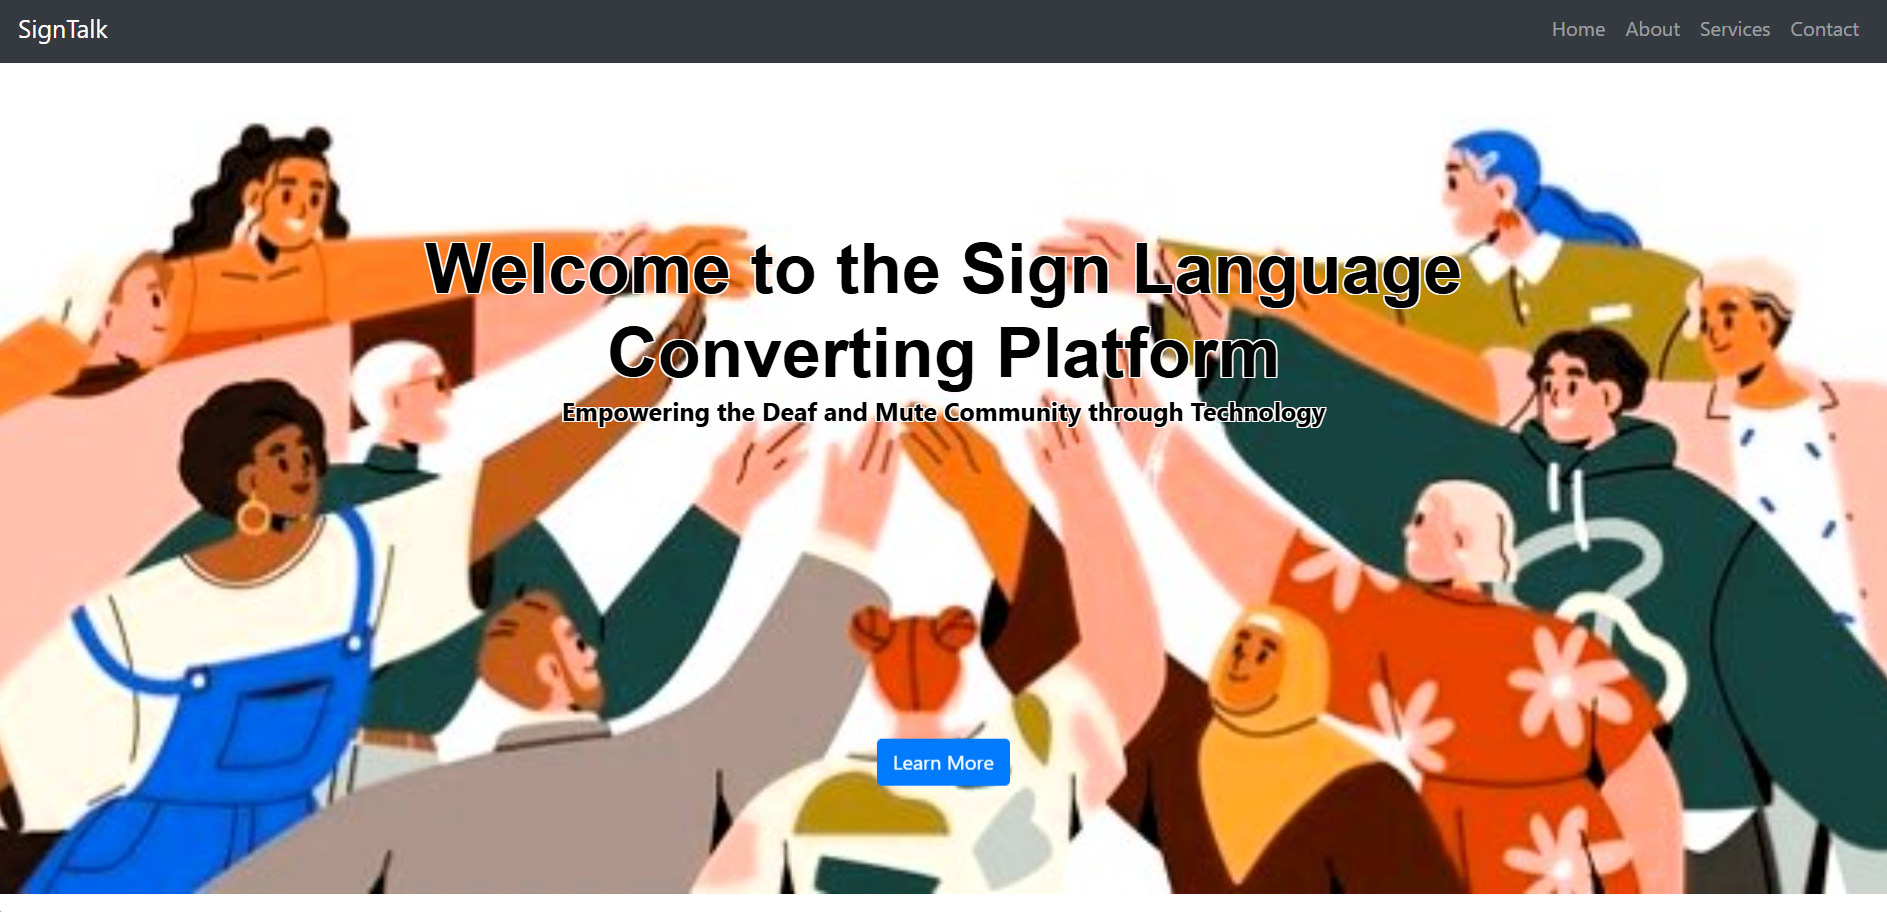 SignTalk
Home About Services Contact
Welcome to the Sign Language
Converting Platform
Empowering the Deaf and Mute Community through Technology
Learn More